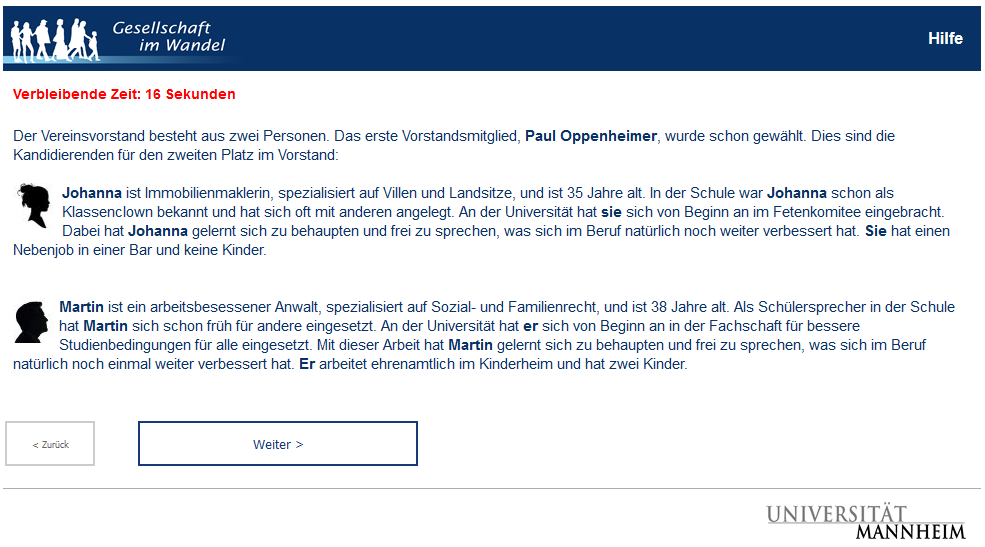 Gesellschaft
im Wandel
Hilfe
Verbleibende Zeit: 16 Sekunden
Der Vereinsvorstand besteht aus zwei Personen. Das erste Vorstandsmitglied, Paul Oppenheimer, wurde schon gewählt. Dies sind die
Kandidierenden für den zweiten Platz im Vorstand:
Johanna ist Immobilienmaklerin, spezialisiert auf Villen und Landsitze, und ist 35 Jahre alt. In der Schule war Johanna schon als
Klassenclown bekannt und hat sich oft mit anderen angelegt. An der Universität hat sie sich von Beginn an im Fetenkomitee eingebracht.
Dabei hat Johanna gelernt sich zu behaupten und frei zu sprechen, was sich im Beruf natürlich noch weiter verbessert hat. Sie hat einen
Nebenjob in einer Bar und keine Kinder.
Martin ist ein arbeitsbesessener Anwalt, spezialisiert auf Sozial- und Familienrecht, und ist 38 Jahre alt. Als Schülersprecher in der Schule
hat Martin sich schon früh für andere eingesetzt. An der Universität hat er sich von Beginn an in der Fachschaft für bessere
Studienbedingungen für alle eingesetzt. Mit dieser Arbeit hat Martin gelernt sich zu behaupten und frei zu sprechen, was sich im Beruf
natürlich noch einmal weiter verbessert hat. Er arbeitet ehrenamtlich im Kinderheim und hat zwei Kinder.
< Zurück
Weiter >
UNIVERSITÄT
MANNHEIM